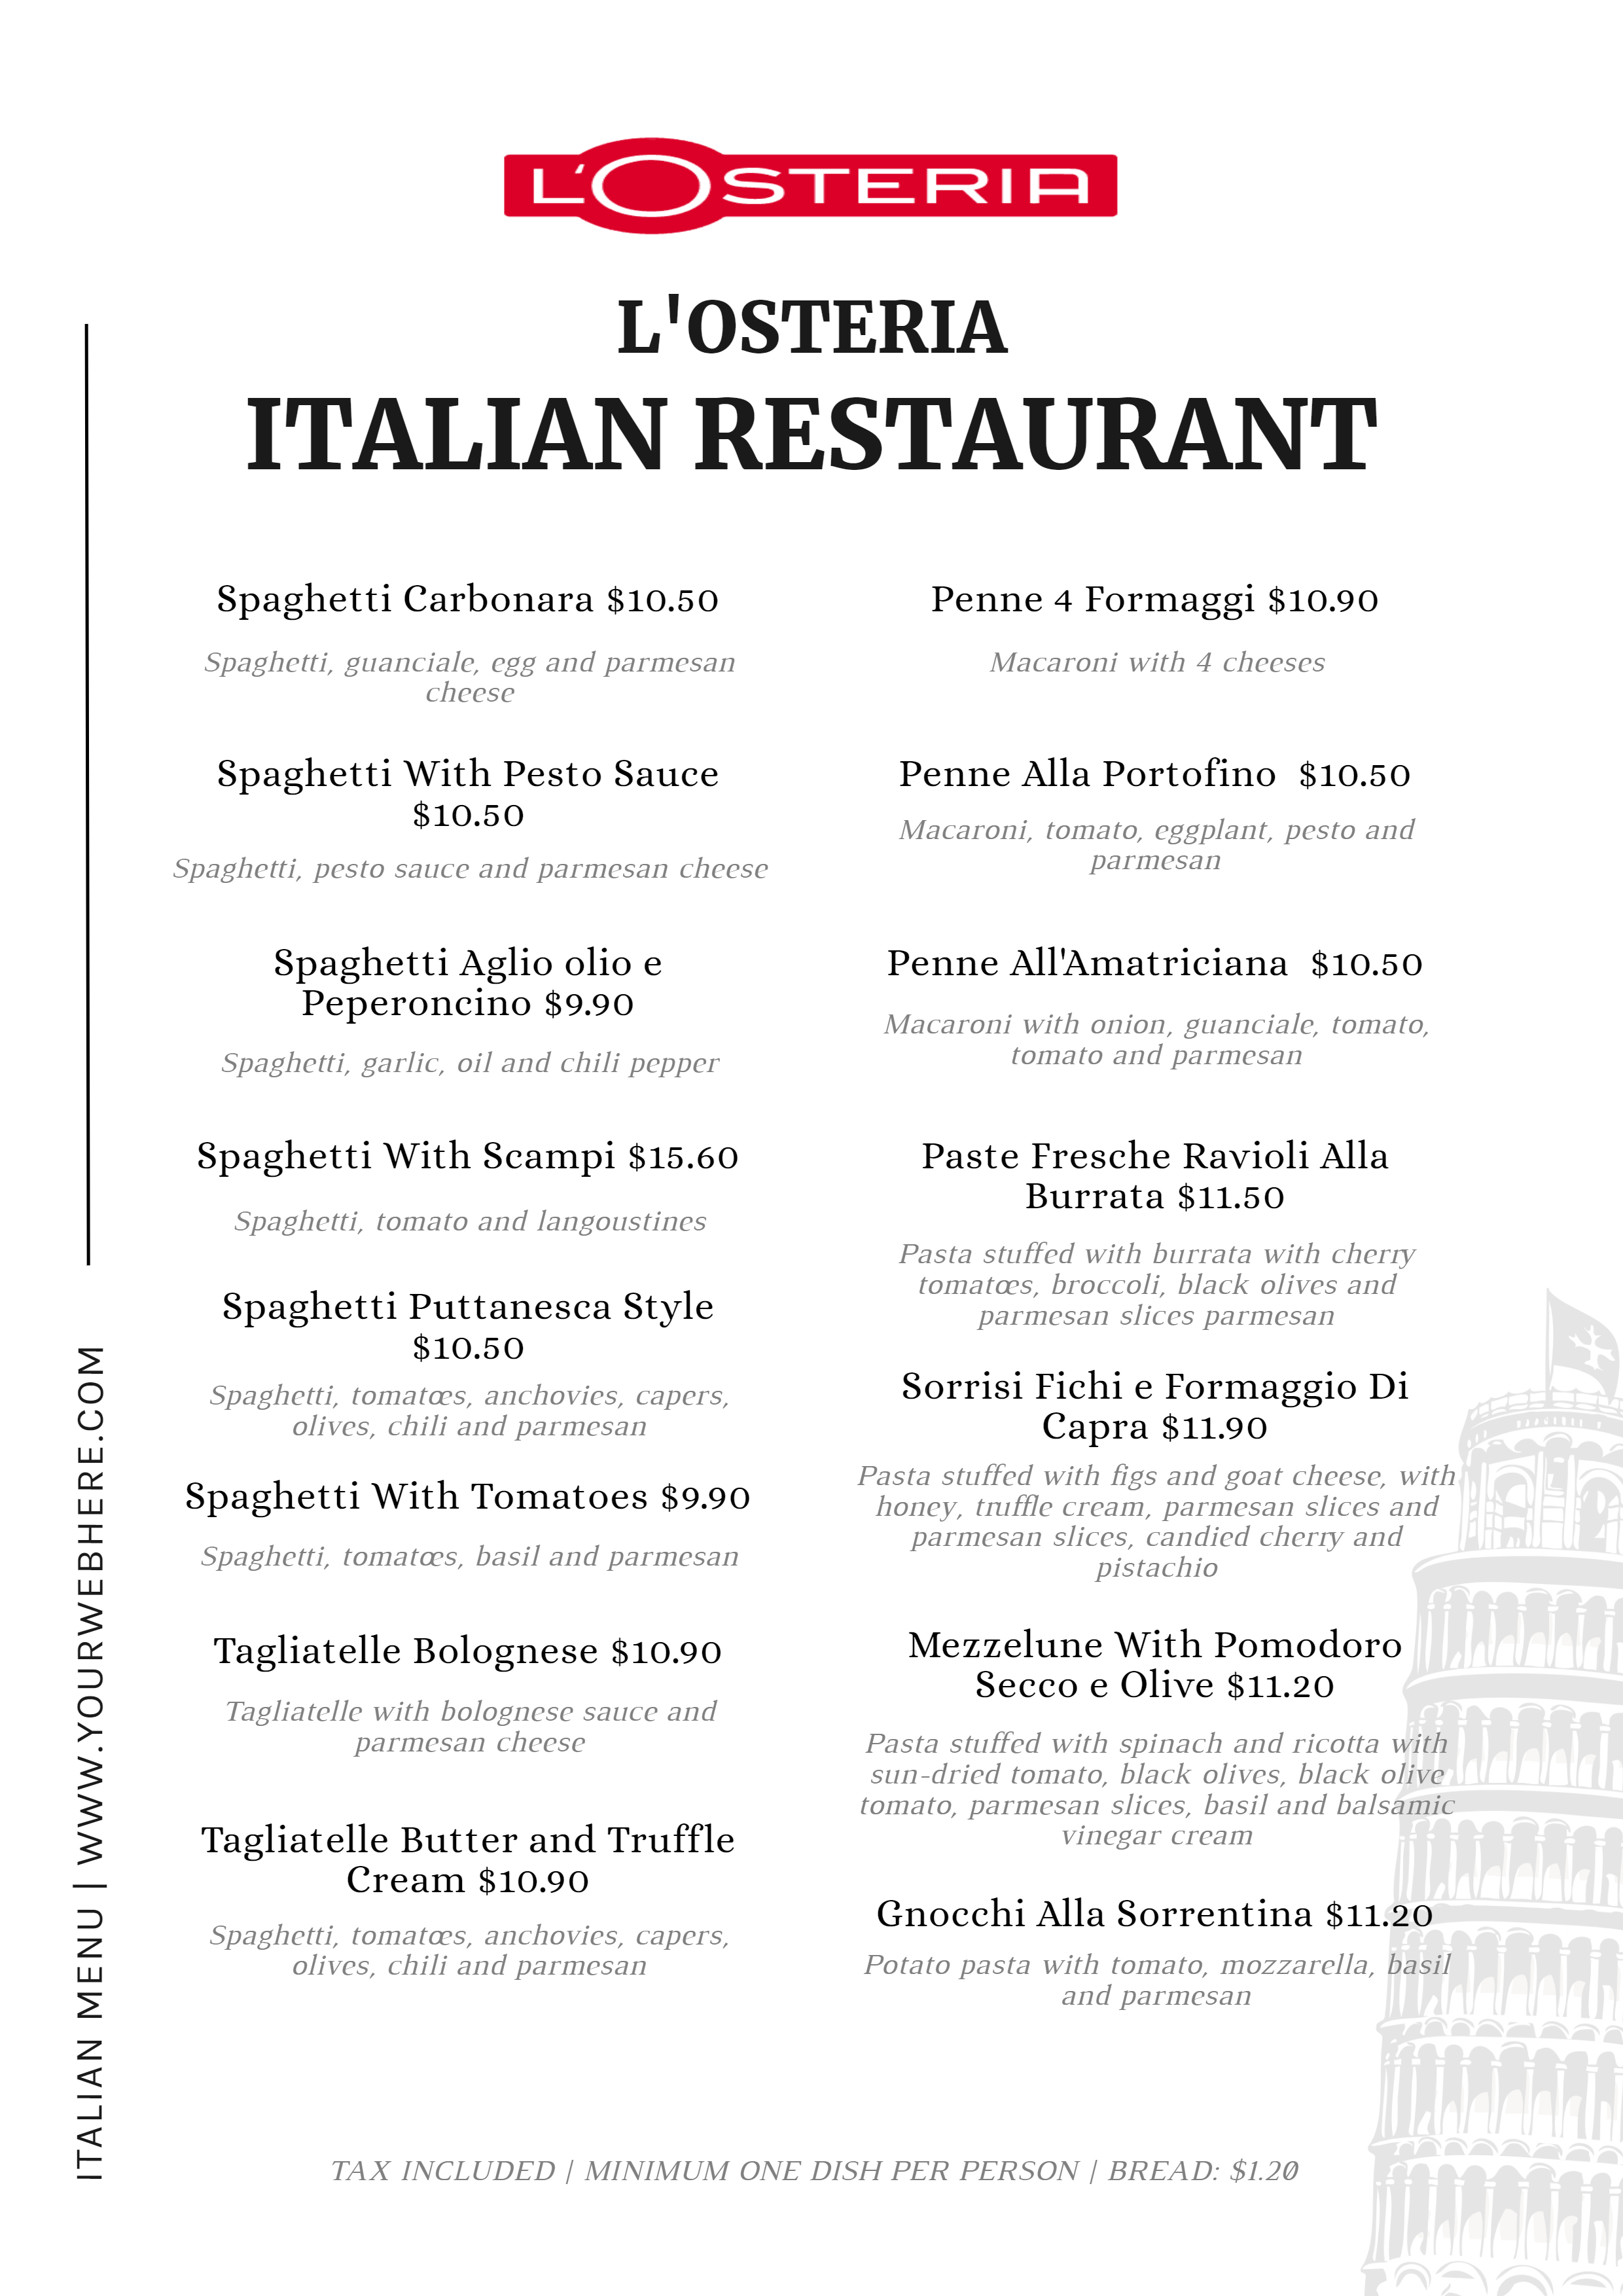 L'OSTERIA
L'OSTERIA
ITALIAN RESTAURANT
Spaghetti Carbonara $10.50
Spaghetti, guanciale, egg and parmesan
cheese
Spaghetti With Pesto Sauce
$10.50
Spaghetti, pesto sauce and parmesan cheese
Spaghetti Aglio olio e
Peperoncino $9.90
Spaghetti, garlic, oil and chili pepper
Spaghetti With Scampi $15.60
Spaghetti, tomato and langoustines
Spaghetti Puttanesca Style
$10.50
Spaghetti, tomatœs, anchovies, capers,
olives, chili and parmesan
Spaghetti With Tomatoes $9.90
Spaghetti, tomatœs, basil and parmesan
Tagliatelle Bolognese $10.90
Tagliatelle with bolognese sauce and
parmesan cheese
Tagliatelle Butter and Truffle
Cream $10.90
Spaghetti, tomatœs, anchovies, capers,
olives, chili and parmesan
Penne 4 Formaggi $10.90
Macaroni with 4 cheeses
Penne Alla Portofino $10.50
Macaroni, tomato, eggplant, pesto and
parmesan
Penne All'Amatriciana $10.50
Macaroni with onion, guanciale, tomato,
tomato and parmesan
Paste Fresche Ravioli Alla
Burrata $11.50
Pasta stuffed with burrata with cherry
tomatœs, broccoli, black olives and
parmesan slices parmesan
Sorrisi Fichi e Formaggio Di
Capra $11.90
Pasta stuffed with figs and goat cheese, with
honey, truffle cream, parmesan slices and
parmesan slices, candied cherry and
pistachio
Mezzelune With Pomodoro
Secco e Olive $11.20
Pasta stuffed with spinach and ricotta with
sun-dried tomato, black olives, black olive
tomato, parmesan slices, basil and balsamic
vinegar cream
Gnocchi Alla Sorrentina $11.20
Potato pasta with tomato, mozzarella, basil
and parmesan
ITALIAN MENU | WWW.YOURWEBHERE.COM
TAX INCLUDED | MINIMUM ONE DISH PER PERSON | BREAD: $1.20